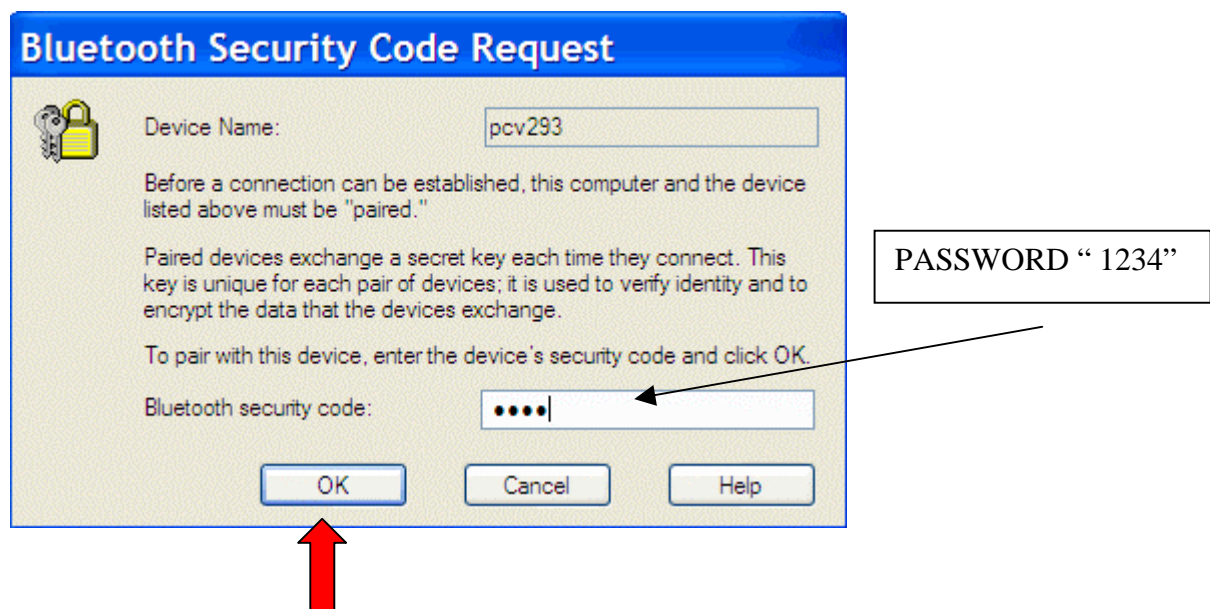 Bluetooth Security Code Request
Device Name: pcv293
Before a connection can be established, this computer and the device
listed above must be "paired."
Paired devices exchange a secret key each time they connect. This
key is unique for each pair of devices; it is used to verify identity and to
encrypt the data that the devices exchange.
PASSWORD “ 1234”
To pair with this device, enter the device's security code and click OK.
Bluetooth security code: ••••
OK Cancel Help